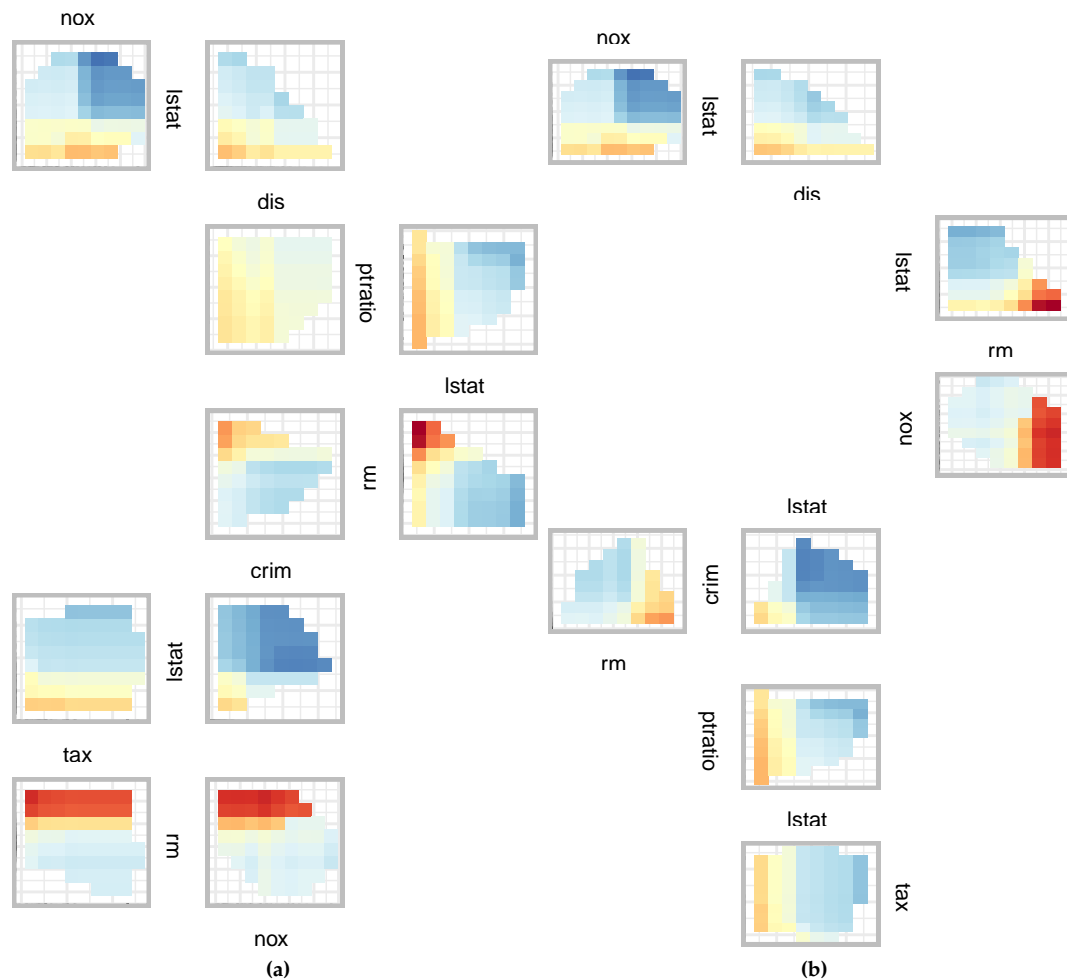 nox
lstat
dis
ptratio
lstat
rm
crim
lstat
tax
rm
nox
(a)
nox
lstat
dis
lstat
rm
nox
lstat
crim
rm
ptratio
lstat
tax
(b)